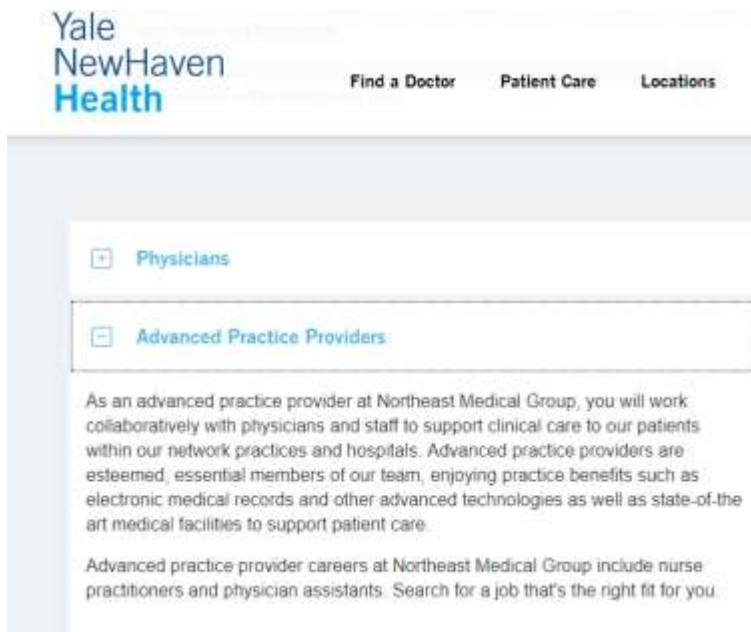 Yale
NewHaven
Health
Find a Doctor Patient Care Locations
Physicians
Advanced Practice Providers
As an advanced practice provider at Northeast Medical Group, you will work
collaboratively with physicians and staff to support clinical care to our patients
within our network practices and hospitals. Advanced practice providers are
esteemed, essential members of our team, enjoying practice benefits such as
electronic medical records and other advanced technologies as well as state-of-the
art medical facilities to support patient care.
Advanced practice provider careers at Northeast Medical Group include nurse
practitioners and physician assistants. Search for a job that's the right fit for you.